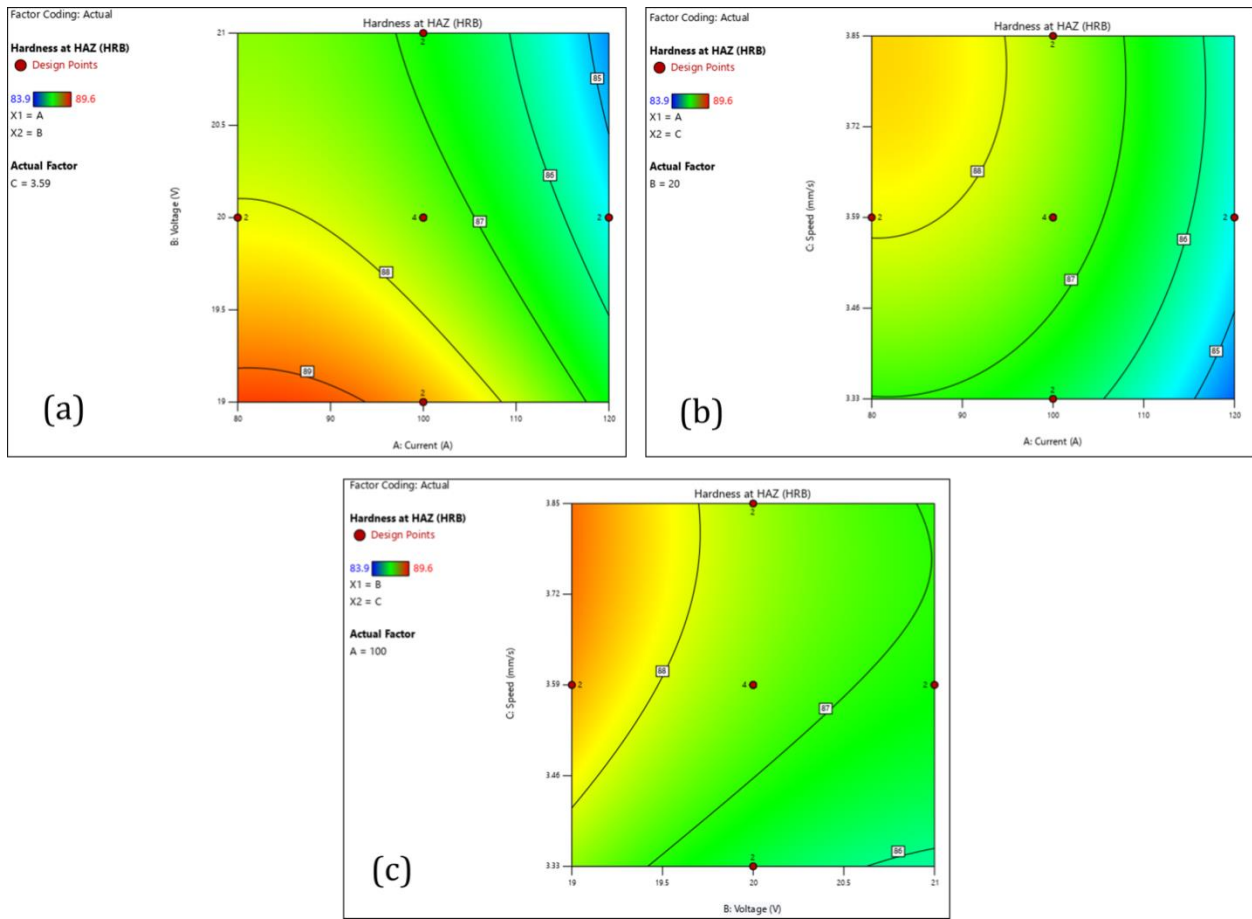 Factor Coding: Actual
Hardness at HAZ (HRB)
Design Points
83.9 89.6
X1 = A
X2 = B
Actual Factor
C = 3.59
Hardness at HAZ (HRB)
21
20.5
20
19.5
19
B: Voltage (V)
2
2
4
2
2
85
86
87
88
89
80
90
100
110
120
A: Current (A)
(a)
Factor Coding: Actual
Hardness at HAZ (HRB)
Design Points
83.9 89.6
X1 = A
X2 = C
Actual Factor
B = 20
Hardness at HAZ (HRB)
3.85
3.72
3.59
3.46
3.33
C: Speed (mm/s)
2
2
4
2
2
88
86
87
85
80
90
100
110
120
A: Current (A)
(b)
Factor Coding: Actual
Hardness at HAZ (HRB)
Design Points
83.9 89.6
X1 = B
X2 = C
Actual Factor
A = 100
Hardness at HAZ (HRB)
3.85
3.72
3.59
3.46
3.33
C: Speed (mm/s)
2
2
4
2
2
88
87
86
19
19.5
20
20.5
21
B: Voltage (V)
(c)